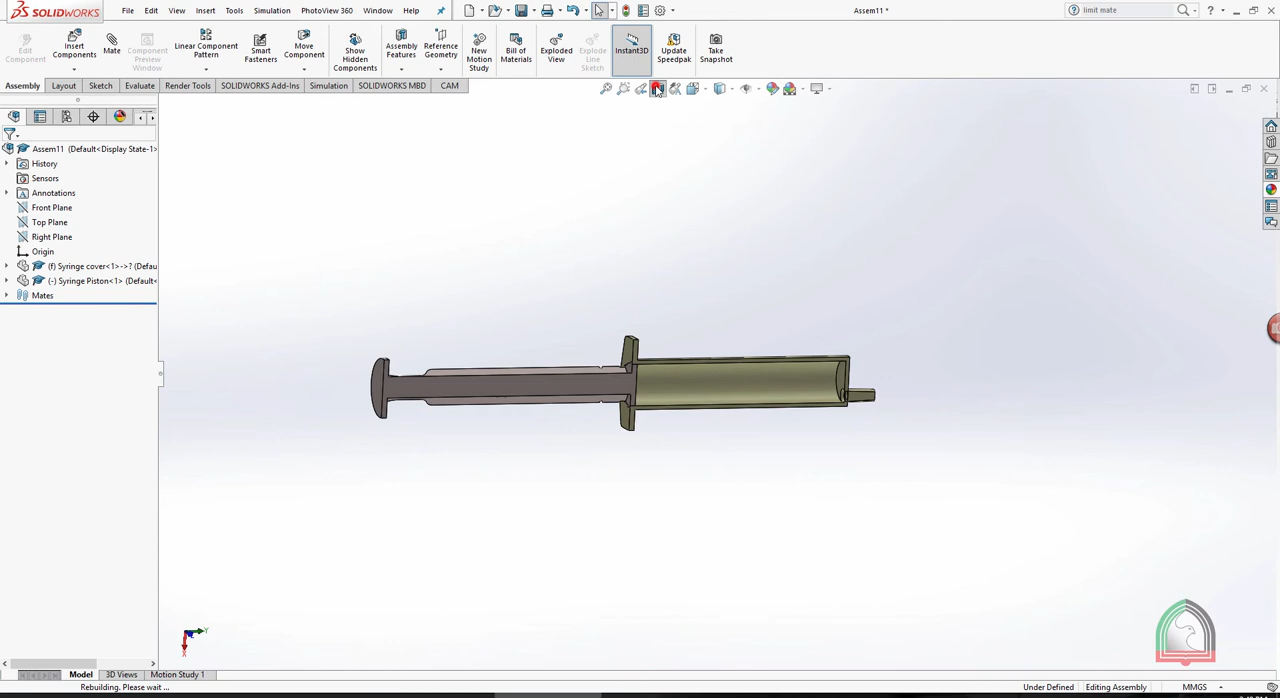 SOLIDWORKS File Edit View Insert Tools Simulation PhotoView 360 Window Help Assem11 * limit mate
Edit Component
Insert Components
Mate
Component Preview Window
Linear Component Pattern
Smart Fasteners
Move Component
Show Hidden Components
Assembly Features
Reference Geometry
New Motion Study
Bill of Materials
Exploded View
Explode Line Sketch
Instant3D
Update Speedpak
Take Snapshot
Assembly Layout Sketch Evaluate Render Tools SOLIDWORKS Add-Ins Simulation SOLIDWORKS MBD CAM
Assem11 (Default<Display State-1>
History
Sensors
Annotations
Front Plane
Top Plane
Right Plane
Origin
(f) Syringe cover<1>->? (Defau
(-) Syringe Piston<1> (Default<
Mates
Y
Model 3D Views Motion Study 1
Rebuilding. Please wait ... Under Defined Editing Assembly MMGS